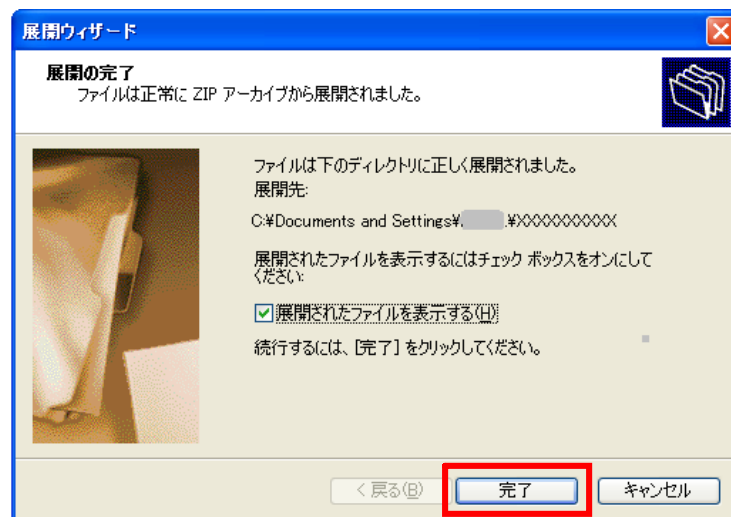 展開ウィザード
展開の完了
ファイルは正常に ZIP アーカイブから展開されました。
ファイルは下のディレクトリに正しく展開されました。
展開先:
C:¥Documents and Settings¥ .¥XXXXXXXXXX
展開されたファイルを表示するにはチェック ボックスをオンにして
ください:
展開されたファイルを表示する(H)
続行するには、[完了] をクリックしてください。
< 戻る(B)
完了
キャンセル